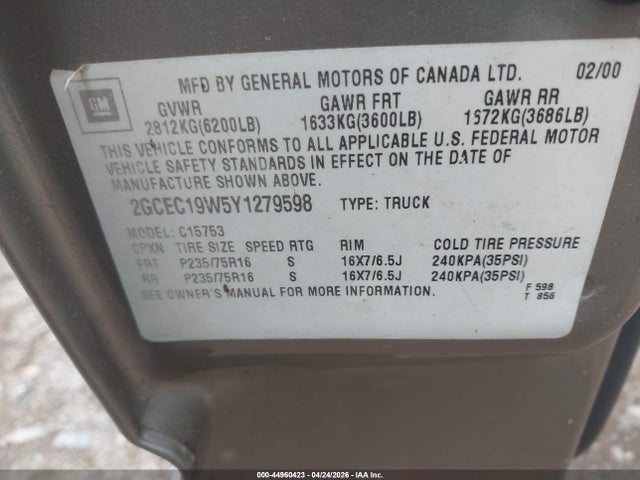 GM
MFD BY GENERAL MOTORS OF CANADA LTD. 02/00
GVWR GAWR FRT GAWR RR
2812KG(6200LB) 1633KG(3600LB) 1672KG(3686LB)
THIS VEHICLE CONFORMS TO ALL APPLICABLE U.S. FEDERAL MOTOR
VEHICLE SAFETY STANDARDS IN EFFECT ON THE DATE OF
MANUFACTURE SHOWN ABOVE.
2GCEC19W5Y1279598 TYPE: TRUCK
MODEL: C15753
CPXN TIRE SIZE SPEED RTG RIM COLD TIRE PRESSURE
FRT P235/75R16 S 16X7/6.5J 240KPA(35PSI)
RR P235/75R16 S 16X7/6.5J 240KPA(35PSI)
SEE OWNER'S MANUAL FOR MORE INFORMATION.
F 598
T 856
000-44960423 - 04/24/2026 - IAA Inc.